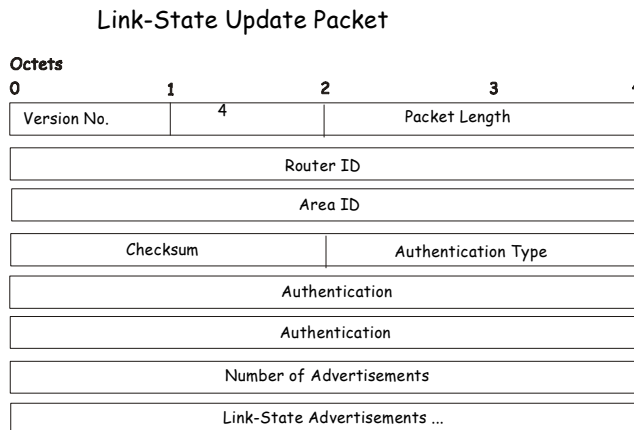 Link-State Update Packet
Octets
0 1 2 3
Version No. 4 Packet Length
Router ID
Area ID
Checksum Authentication Type
Authentication
Authentication
Number of Advertisements
Link-State Advertisements ...